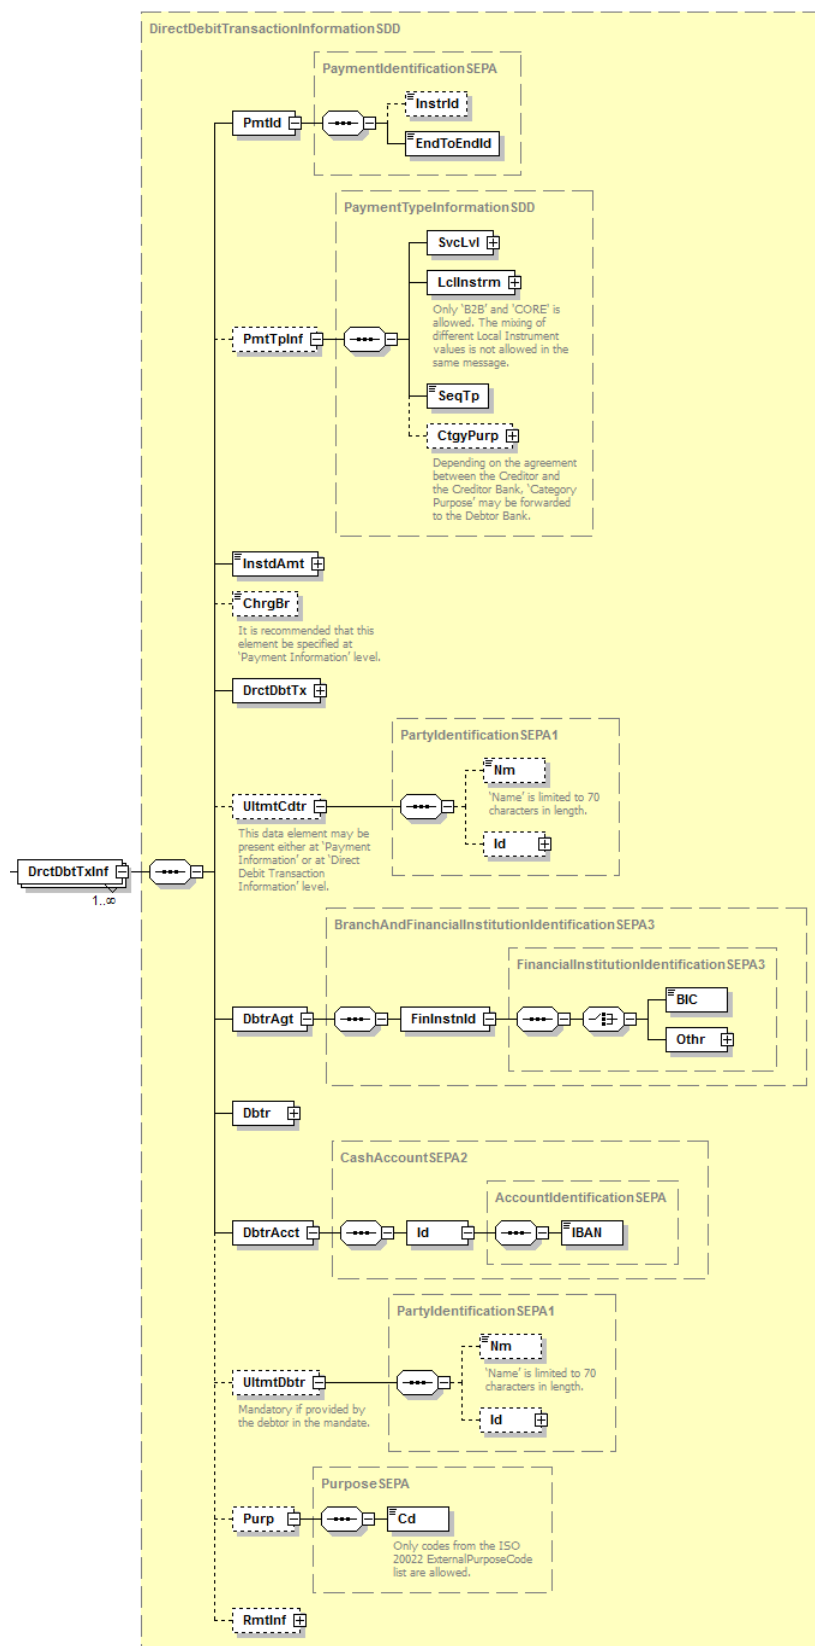 DirectDebitTransactionInformationSDD
PaymentIdentificationSEPA
PmtId
InstrId
EndToEndId
PaymentTypeInformationSDD
PmtTpInf
SvcLvl
LclInstrm
Only 'B2B' and 'CORE' is
allowed. The mixing of
different Local Instrument
values is not allowed in the
same message.
SeqTp
CtgyPurp
Depending on the agreement
between the Creditor and
the Creditor Bank, 'Category
Purpose' may be forwarded
to the Debtor Bank.
InstdAmt
ChrgBr
It is recommended that this
element be specified at
'Payment Information' level.
DrctDbtTx
PartyIdentificationSEPA1
UltmtCdtr
This data element may be
present either at 'Payment
Information' or at 'Direct
Debit Transaction
Information' level.
Nm
'Name' is limited to 70
characters in length.
Id
DrctDbtTxInf
1..∞
BranchAndFinancialInstitutionIdentificationSEPA3
FinancialInstitutionIdentificationSEPA3
DbtrAgt
FinInstnId
BIC
Othr
Dbtr
CashAccountSEPA2
AccountIdentificationSEPA
DbtrAcct
Id
IBAN
PartyIdentificationSEPA1
UltmtDbtr
Mandatory if provided by
the debtor in the mandate.
Nm
'Name' is limited to 70
characters in length.
Id
PurposeSEPA
Purp
Cd
Only codes from the ISO
20022 ExternalPurposeCode
list are allowed.
RmtInf